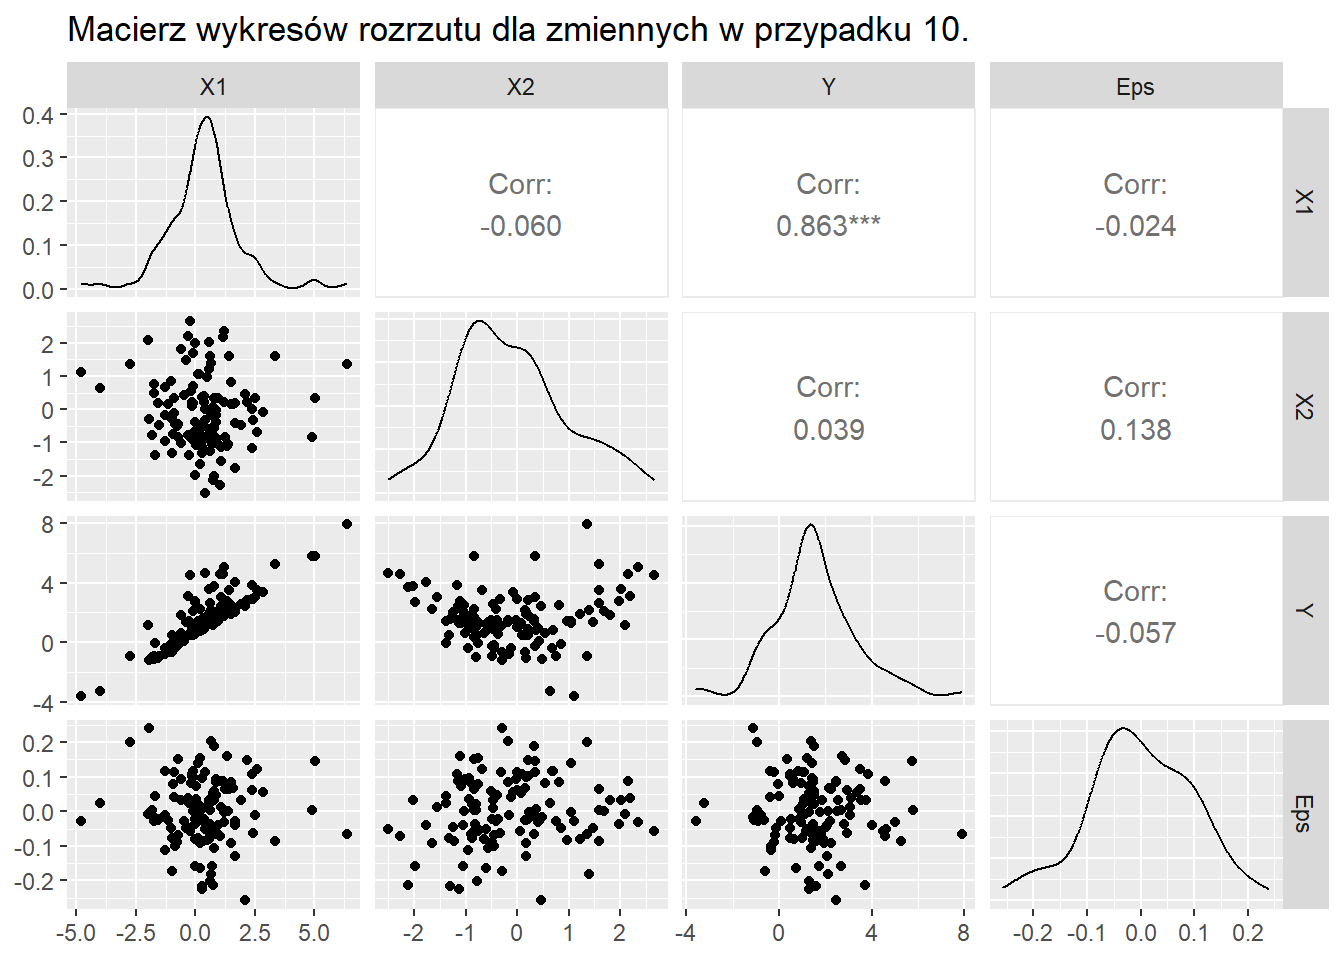 Macierz wykresów rozrzutu dla zmiennych w przypadku 10.
X1 X2 Y Eps
0.4
0.3
0.2
0.1
0.0
Corr:
-0.060
Corr:
0.863***
Corr:
-0.024
X1
2
1
0
-1
-2
Corr:
0.039
Corr:
0.138
X2
8
4
0
-4
Corr:
-0.057
Y
0.2
0.1
0.0
-0.1
-0.2
Eps
-5.0 -2.5 0.0 2.5 5.0
-2 -1 0 1 2
-4 0 4 8
-0.2 -0.1 0.0 0.1 0.2